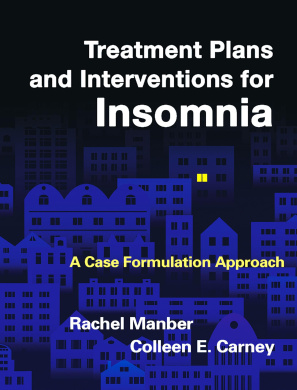 Treatment Plans
and Interventions for
Insomnia
A Case Formulation Approach
Rachel Manber
Colleen E. Carney